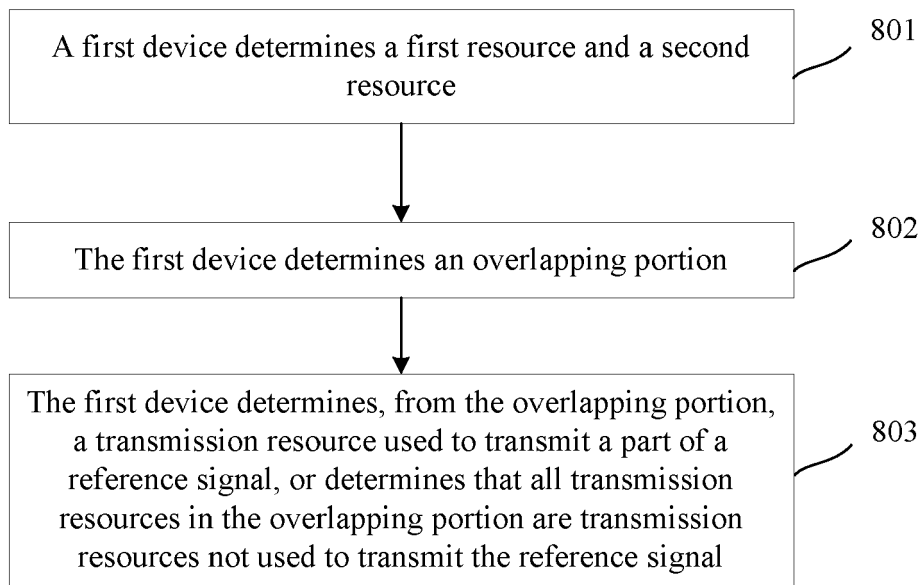 A first device determines a first resource and a second
resource
801
The first device determines an overlapping portion
802
The first device determines, from the overlapping portion,
a transmission resource used to transmit a part of a
reference signal, or determines that all transmission
resources in the overlapping portion are transmission
resources not used to transmit the reference signal
803